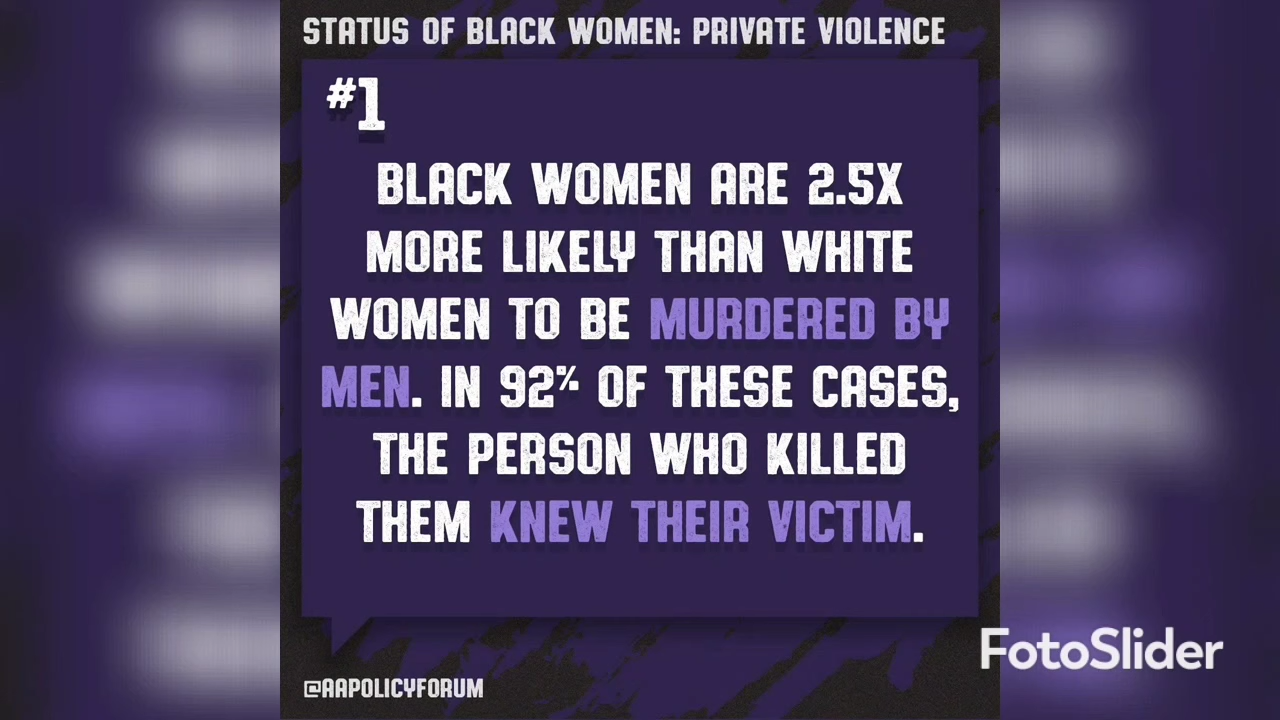 STATUS OF BLACK WOMEN: PRIVATE VIOLENCE
#1
BLACK WOMEN ARE 2.5X
MORE LIKELY THAN WHITE
WOMEN TO BE MURDERED BY
MEN. IN 92% OF THESE CASES,
THE PERSON WHO KILLED
THEM KNEW THEIR VICTIM.
FotoSlider
@AAPOLICYFORUM